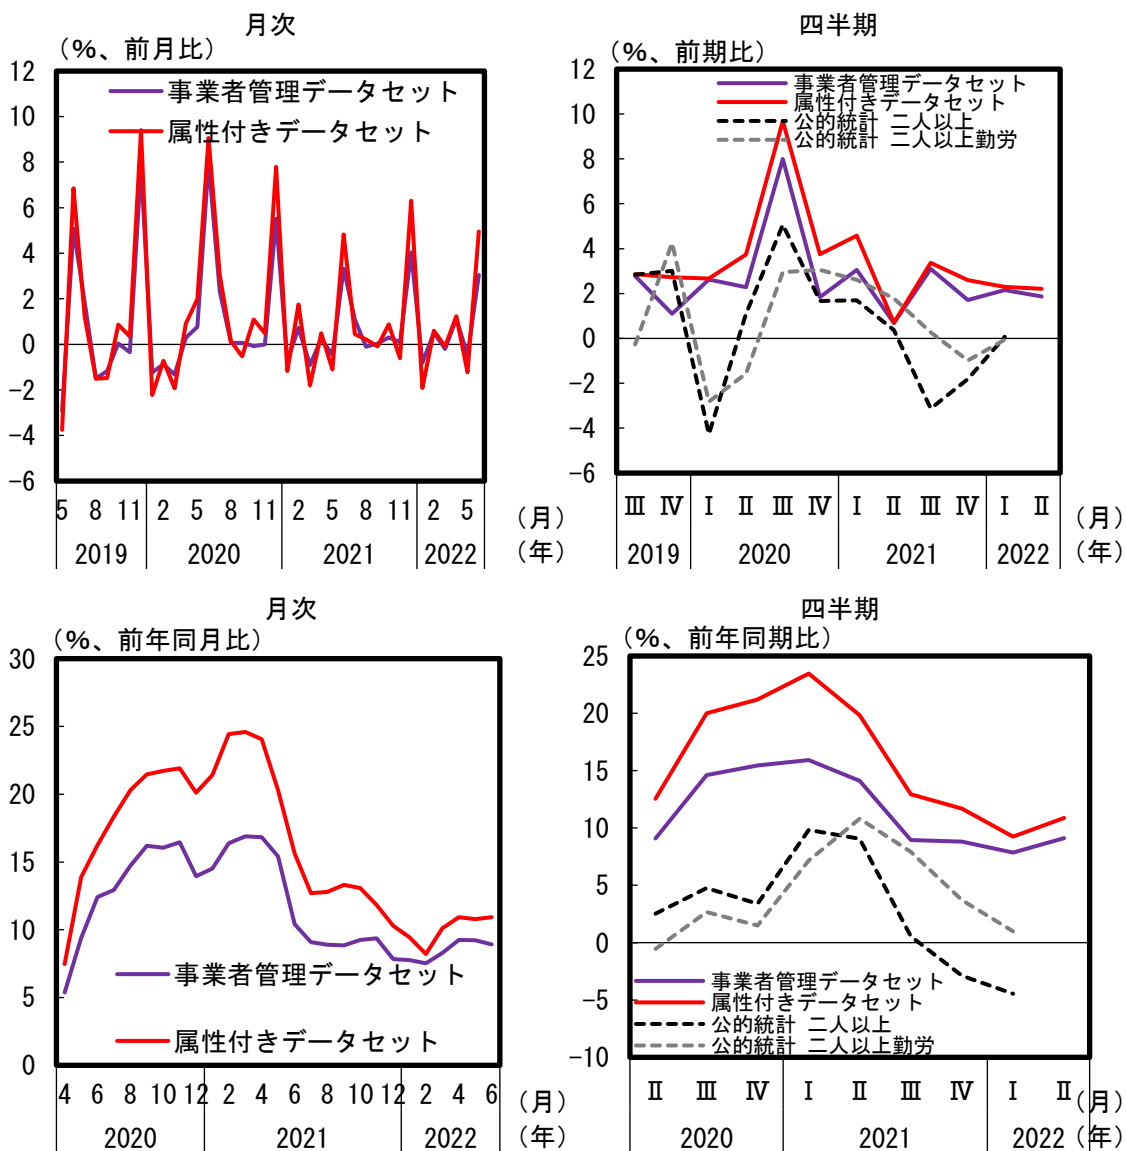 月次
（%、前月比）
12
10
8
6
4
2
0
−2
−4
−6
事業者管理データセット
属性付きデータセット
5 8 11 2 5 8 11 2 5 8 11 2 5 （月）
2019 2020 2021 2022 （年）
四半期
（%、前期比）
12
10
8
6
4
2
0
−2
−4
−6
事業者管理データセット
属性付きデータセット
公的統計 二人以上
公的統計 二人以上勤労
Ⅲ Ⅳ Ⅰ Ⅱ Ⅲ Ⅳ Ⅰ Ⅱ Ⅲ Ⅳ Ⅰ Ⅱ （月）
2019 2020 2021 2022 （年）
月次
（%、前年同月比）
30
25
20
15
10
5
0
事業者管理データセット
属性付きデータセット
4 6 8 10 12 2 4 6 8 10 12 2 4 6 （月）
2020 2021 2022 （年）
四半期
（%、前年同期比）
25
20
15
10
5
0
−5
−10
事業者管理データセット
属性付きデータセット
公的統計 二人以上
公的統計 二人以上勤労
Ⅱ Ⅲ Ⅳ Ⅰ Ⅱ Ⅲ Ⅳ Ⅰ Ⅱ （月）
2020 2021 2022 （年）